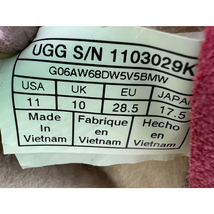 UGG S/N 1103029K
G06AW68DW5V5BMW
USA UK EU JAPAN
11 10 28.5 17.5
Made Fabrique Hecho
in en en
Vietnam Vietnam Vietnam